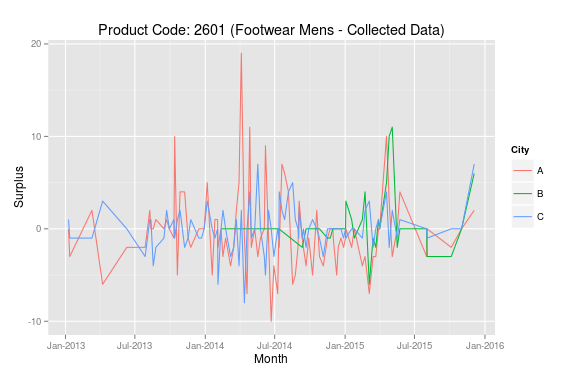 Product Code: 2601 (Footwear Mens - Collected Data)
20
10
0
-10
Surplus
Jan-2013 Jul-2013 Jan-2014 Jul-2014 Jan-2015 Jul-2015 Jan-2016
Month
City
A
B
C